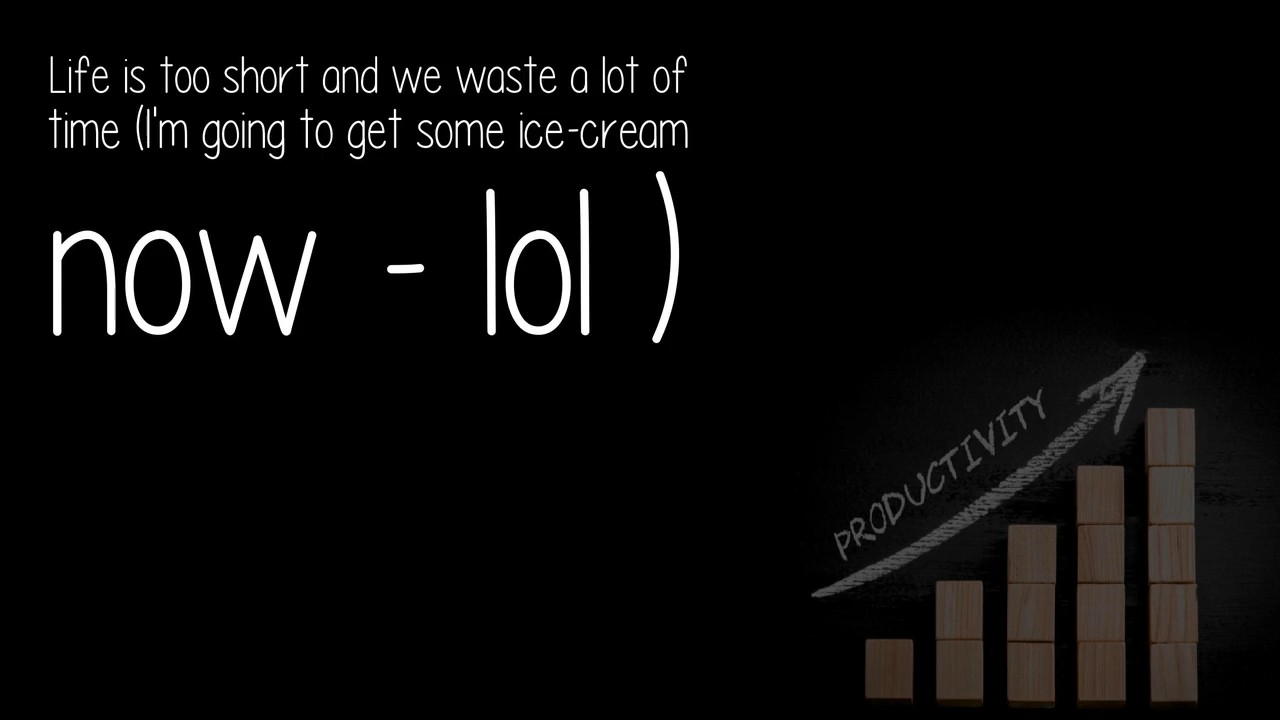 Life is too short and we waste a lot of
time (I'm going to get some ice-cream
now - lol )
PRODUCTIVITY